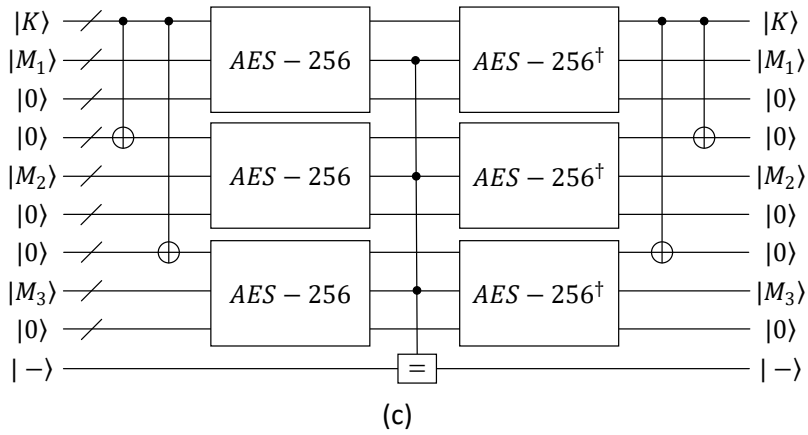 |K⟩ |K⟩
|M₁⟩ AES − 256 AES − 256† |M₁⟩
|0⟩ |0⟩
|0⟩ |0⟩
|M₂⟩ AES − 256 AES − 256† |M₂⟩
|0⟩ |0⟩
|0⟩ |0⟩
|M₃⟩ AES − 256 AES − 256† |M₃⟩
|0⟩ |0⟩
|−⟩ = |−⟩
(c)